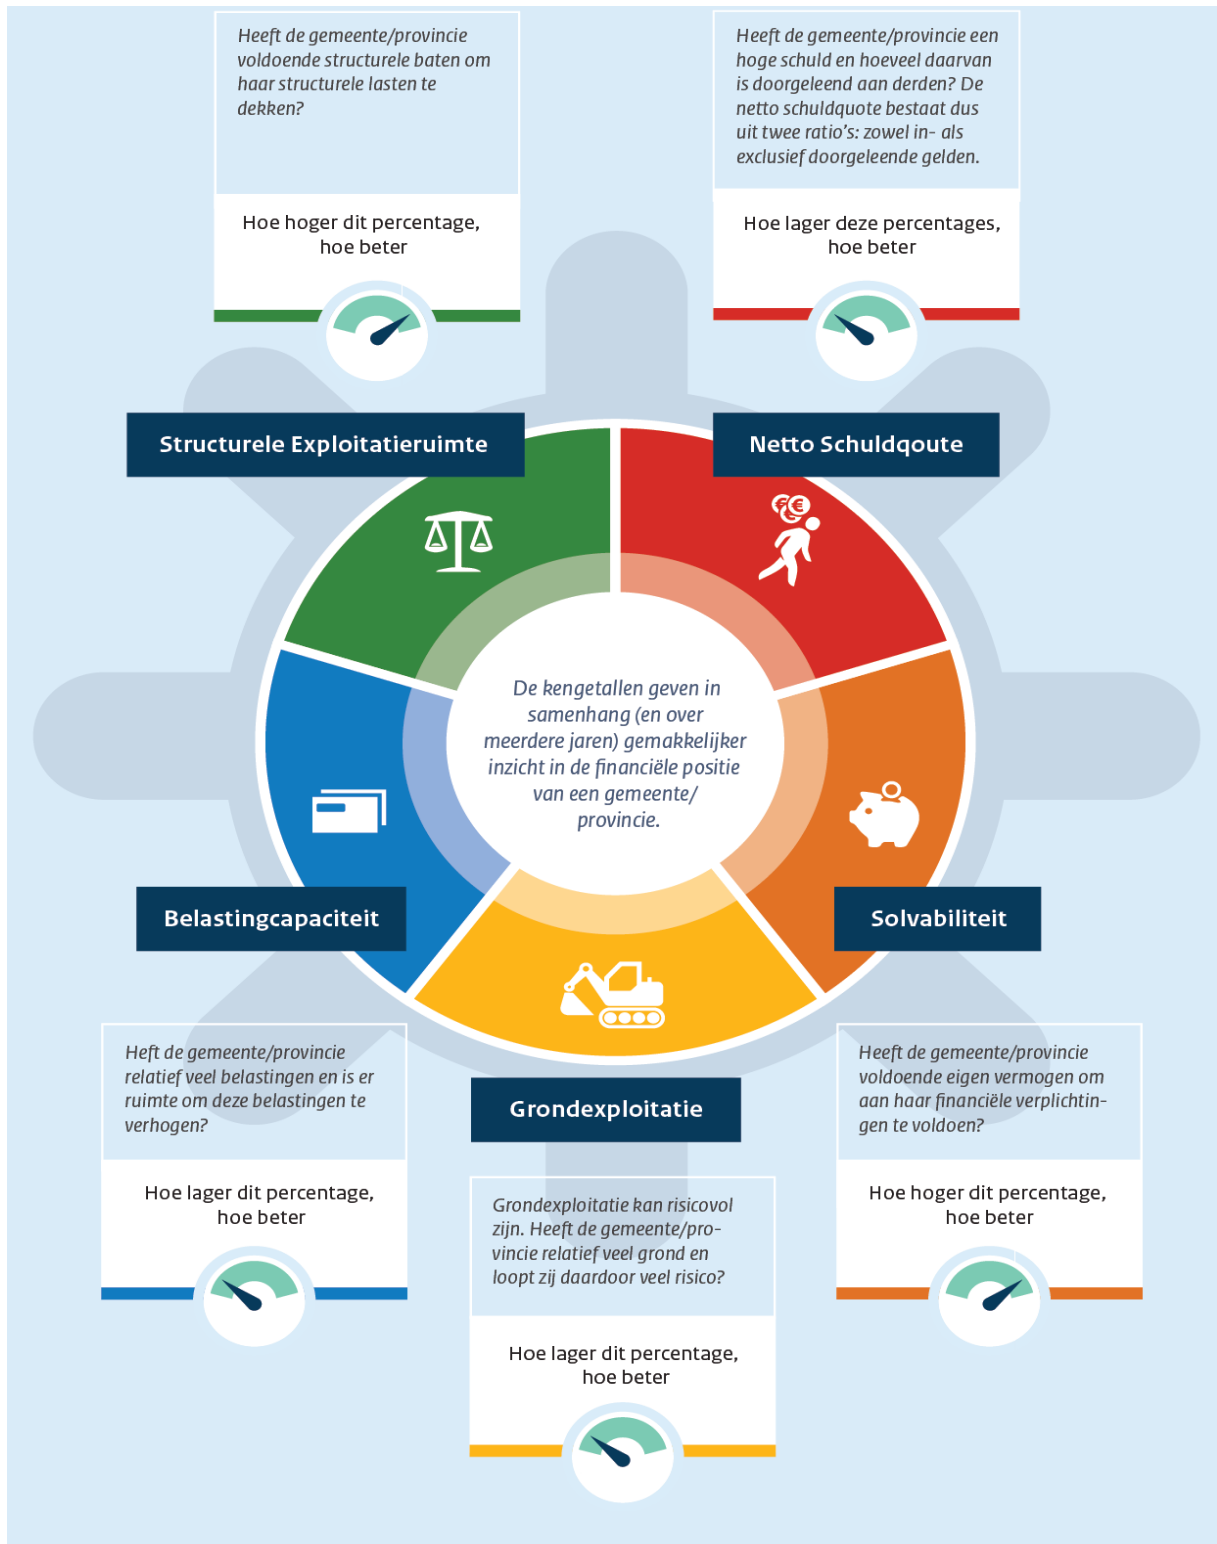 Heeft de gemeente/provincie
voldoende structurele baten om
haar structurele lasten te
dekken?
Hoe hoger dit percentage,
hoe beter
Heeft de gemeente/provincie een
hoge schuld en hoeveel daarvan
is doorgeleend aan derden? De
netto schuldquote bestaat dus
uit twee ratio's: zowel in- als
exclusief doorgeleende gelden.
Hoe lager deze percentages,
hoe beter
Structurele Exploitatieruimte
Netto Schuldqoute
€ € €
De kengetallen geven in
samenhang (en over
meerdere jaren) gemakkelijker
inzicht in de financiële positie
van een gemeente/
provincie.
Belastingcapaciteit
Solvabiliteit
Heft de gemeente/provincie
relatief veel belastingen en is er
ruimte om deze belastingen te
verhogen?
Hoe lager dit percentage,
hoe beter
Grondexploitatie
Grondexploitatie kan risicovol
zijn. Heeft de gemeente/pro-
vincie relatief veel grond en
loopt zij daardoor veel risico?
Hoe lager dit percentage,
hoe beter
Heeft de gemeente/provincie
voldoende eigen vermogen om
aan haar financiële verplichtin-
gen te voldoen?
Hoe hoger dit percentage,
hoe beter